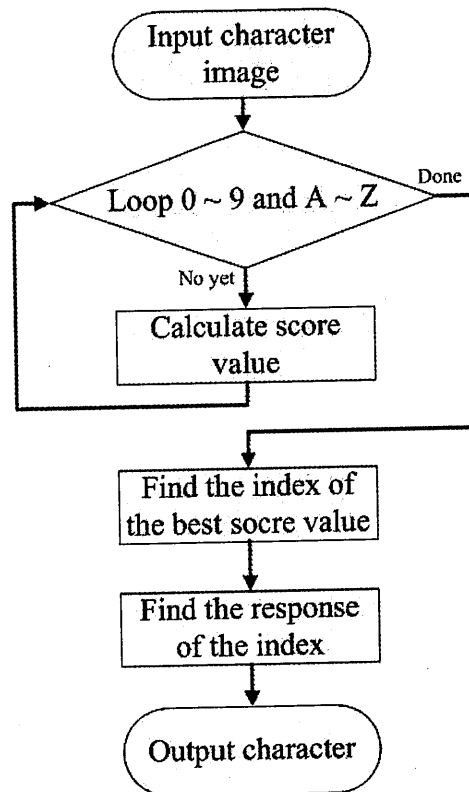 Input character
image
Loop 0 ~ 9 and A ~ Z
Done
No yet
Calculate score
value
Find the index of
the best socre value
Find the response
of the index
Output character